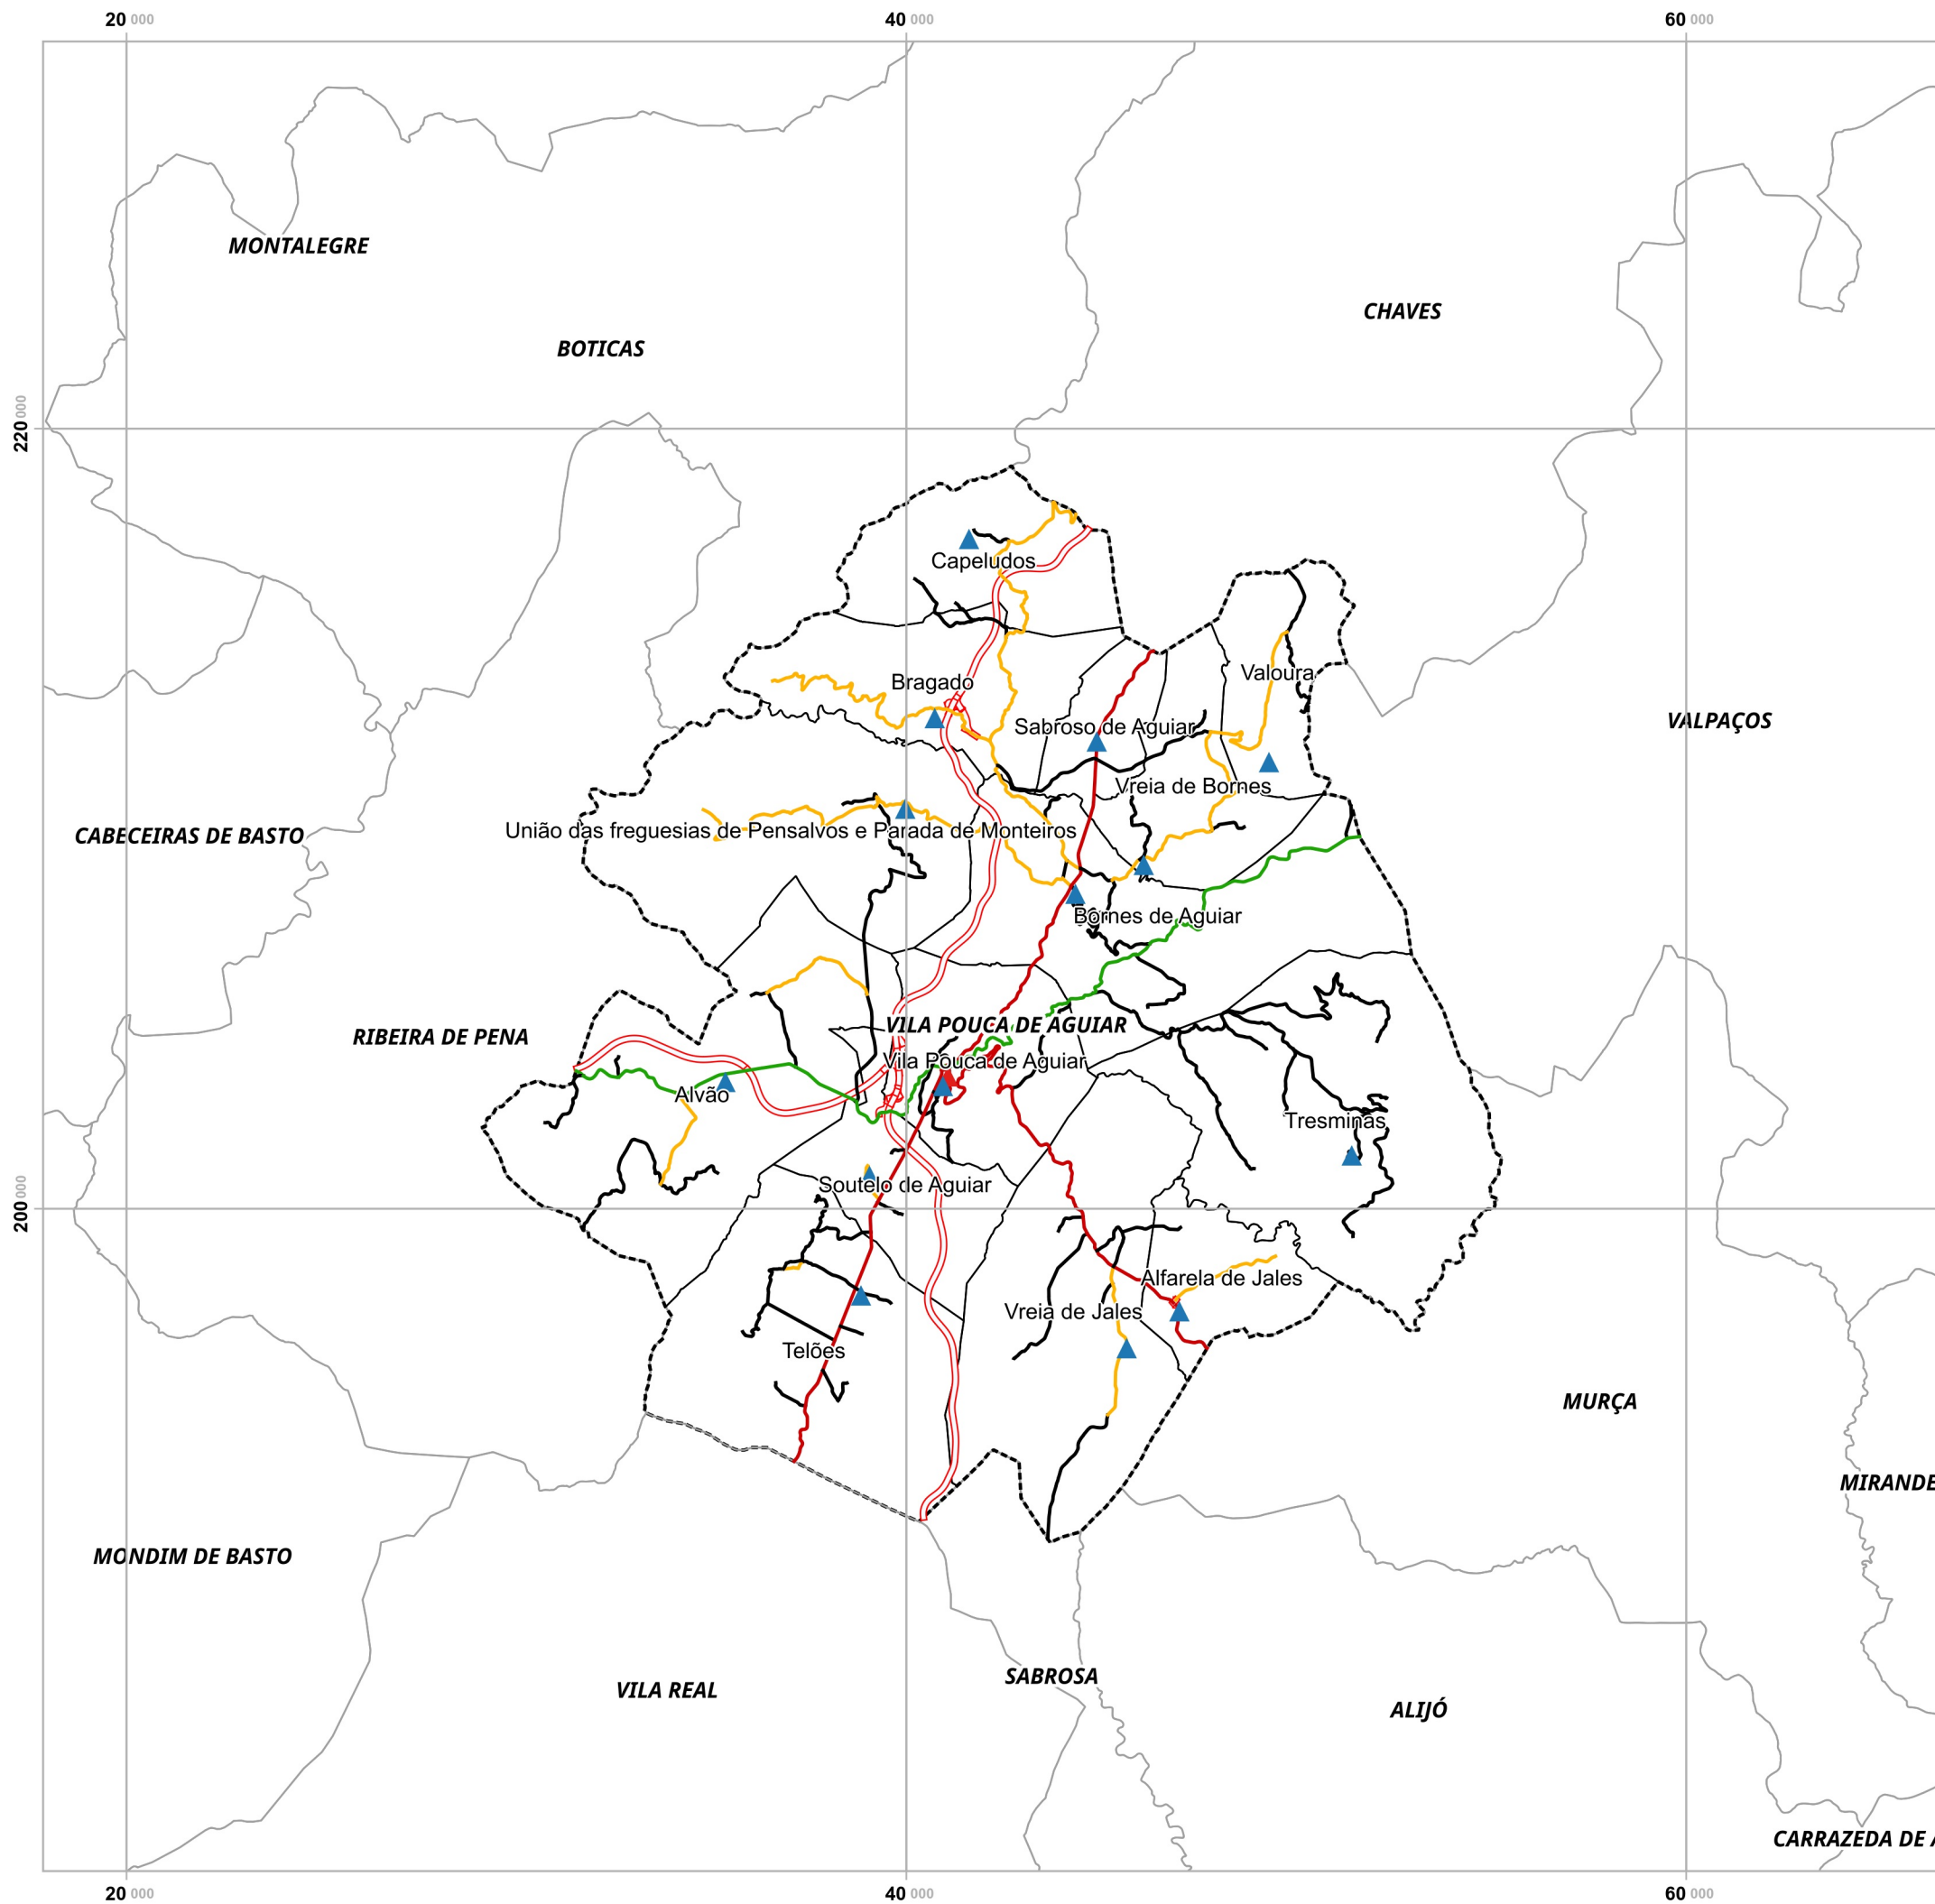 20 000
40 000
60 000
MONTALEGRE
CHAVES
BOTICAS
220 000
Capeludos
Valoura
Bragado
VALPAÇOS
Sabroso de Aguiar
Vreia de Bornes
União das freguesias de Pensalvos e Parada de Monteiros
CABECEIRAS DE BASTO
Bornes de Aguiar
VILA POUCA DE AGUIAR
RIBEIRA DE PENA
Vila Pouca de Aguiar
Alvão
Tresminas
Soutelo de Aguiar
200 000
Alfarela de Jales
Vreia de Jales
Telões
MURÇA
MIRANDE
MONDIM DE BASTO
SABROSA
VILA REAL
ALIJÓ
CARRAZEDA DE A
20 000
40 000
60 000